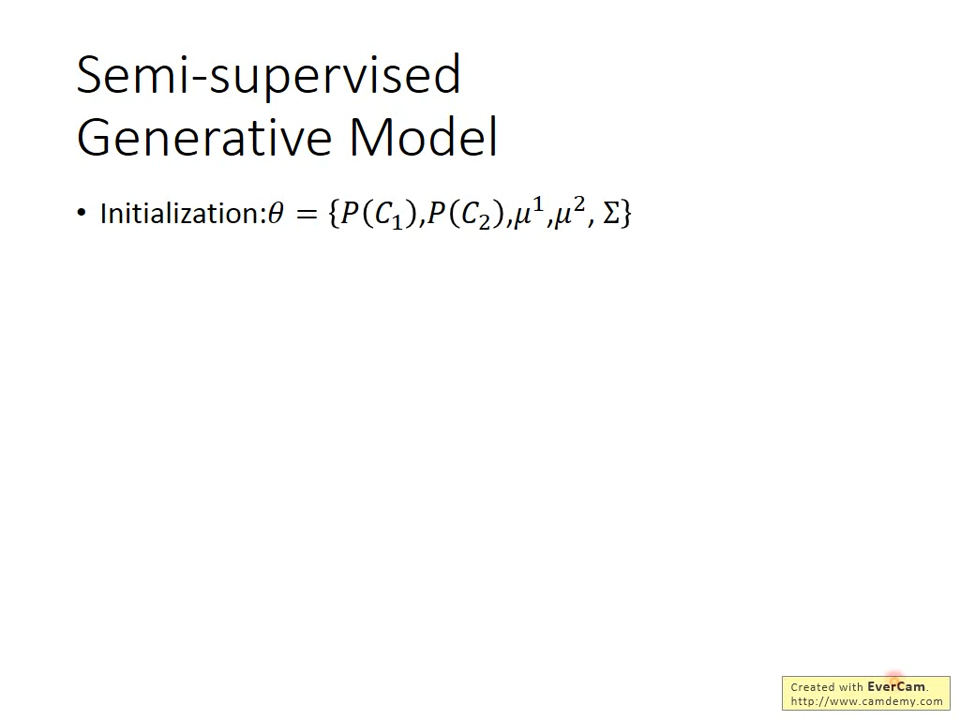 Semi-supervised
Generative Model
• Initialization:θ = {P(C₁),P(C₂),μ¹,μ², Σ}
Created with EverCam.
http://www.camdemy.com